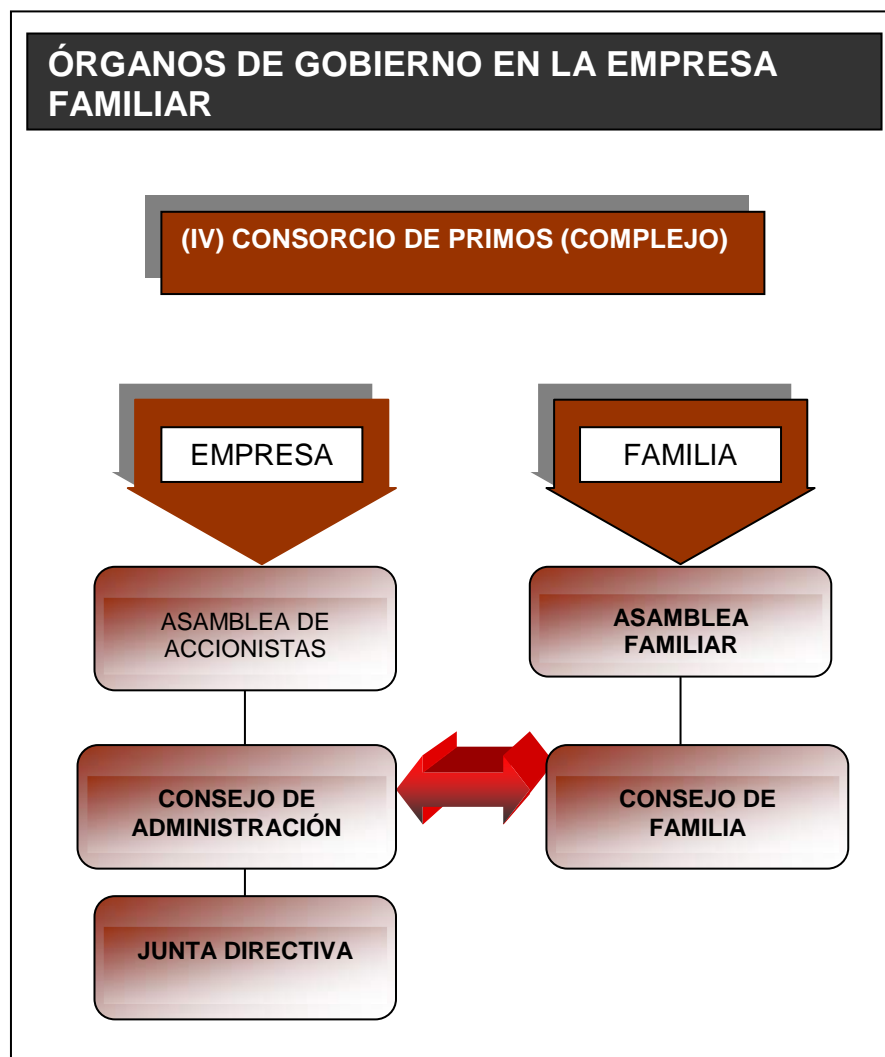 ÓRGANOS DE GOBIERNO EN LA EMPRESA
FAMILIAR
(IV) CONSORCIO DE PRIMOS (COMPLEJO)
EMPRESA
FAMILIA
ASAMBLEA DE
ACCIONISTAS
ASAMBLEA
FAMILIAR
CONSEJO DE
ADMINISTRACIÓN
CONSEJO DE
FAMILIA
JUNTA DIRECTIVA